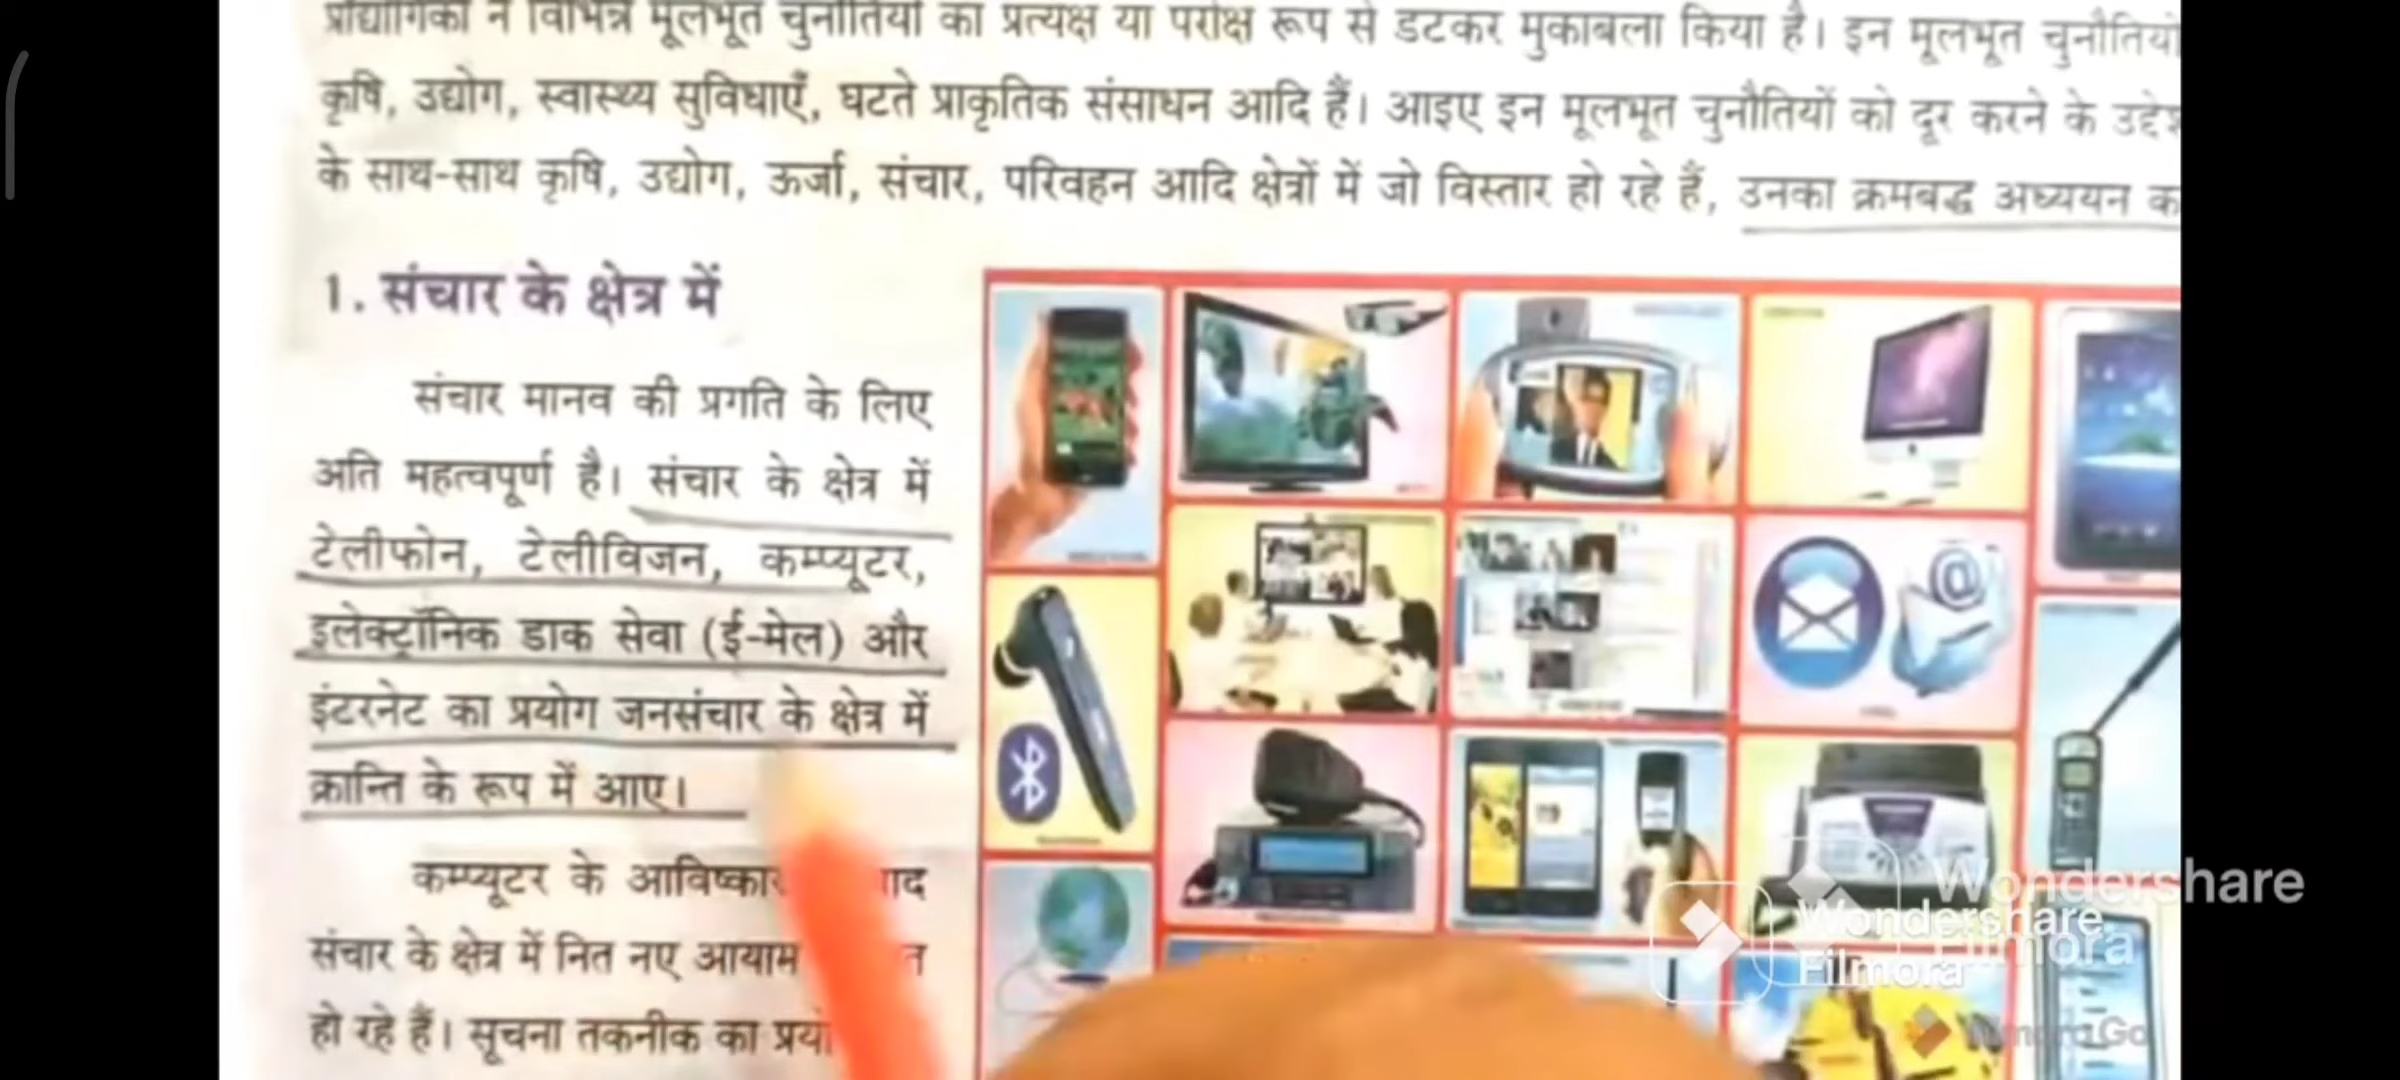 प्रौद्योगिकी ने विभिन्न मूलभूत चुनौतियों का प्रत्यक्ष या परोक्ष रूप से डटकर मुकाबला किया है। इन मूलभूत चुनौतियों
कृषि, उद्योग, स्वास्थ्य सुविधाएँ, घटते प्राकृतिक संसाधन आदि हैं। आइए इन मूलभूत चुनौतियों को दूर करने के
के साथ-साथ कृषि, उद्योग, ऊर्जा, संचार, परिवहन आदि क्षेत्रों में जो विस्तार हो रहे हैं, उनका क्रमबद्ध अध्ययन
1. संचार के क्षेत्र में
संचार मानव की प्रगति के लिए
अति महत्वपूर्ण है। संचार के क्षेत्र में
टेलीफोन, टेलीविजन, कम्प्यूटर,
इलेक्ट्रॉनिक डाक सेवा (ई-मेल) और
इंटरनेट का प्रयोग जनसंचार के क्षेत्र में
क्रान्ति के रूप में आए।
कम्प्यूटर के आविष्कार
संचार के क्षेत्र में नित नए आयाम
हो रहे हैं। सूचना तकनीक का
Wondershare
Filmora
Wondershare
Filmora